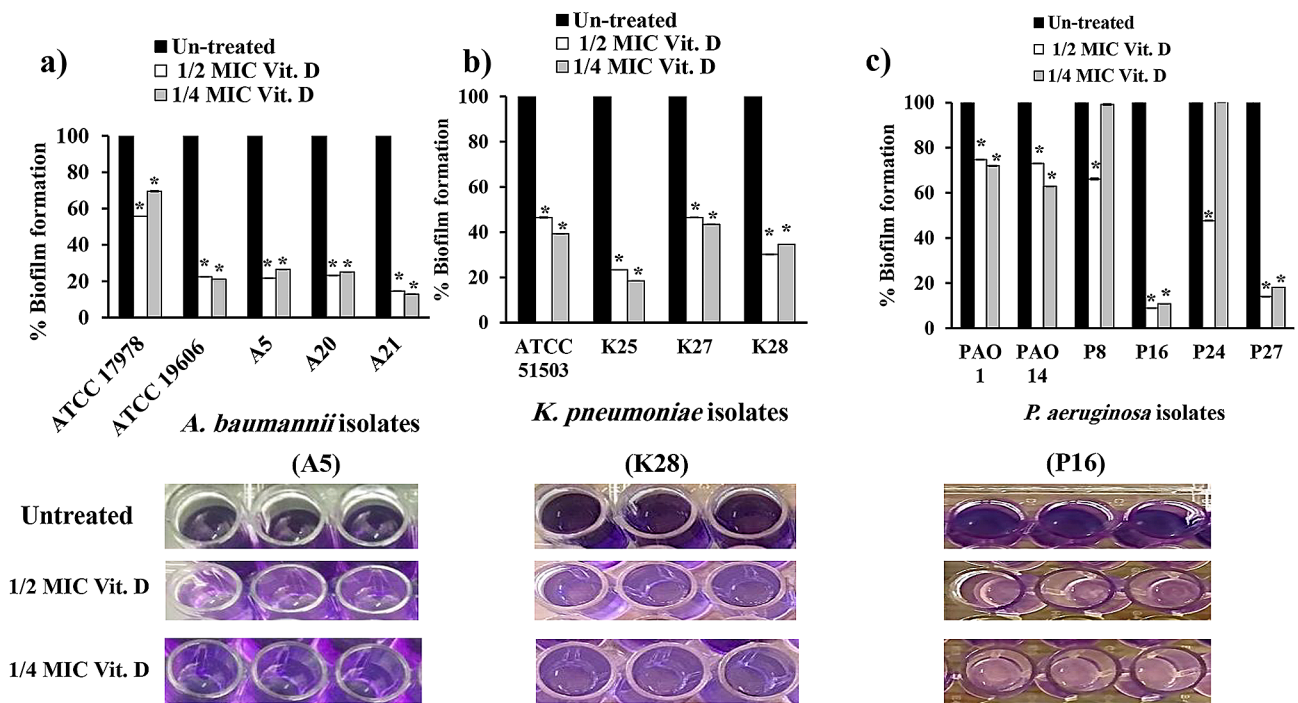 a)
Un-treated
1/2 MIC Vit. D
1/4 MIC Vit. D
% Biofilm formation
100
80
60
40
20
0
* *
* *
* *
* *
* *
ATCC 17978
ATCC 19606
A5
A20
A21
A. baumannii isolates
b)
Un-treated
1/2 MIC Vit. D
1/4 MIC Vit. D
% Biofilm formation
100
80
60
40
20
0
* *
* *
* *
* *
ATCC
51503
K25
K27
K28
K. pneumoniae isolates
c)
Un-treated
1/2 MIC Vit. D
1/4 MIC Vit. D
% Biofilm formation
100
80
60
40
20
0
* *
* *
*
* *
*
* *
PAO
1
PAO
14
P8
P16
P24
P27
P. aeruginosa isolates
(A5)
(K28)
(P16)
Untreated
1/2 MIC Vit. D
1/4 MIC Vit. D